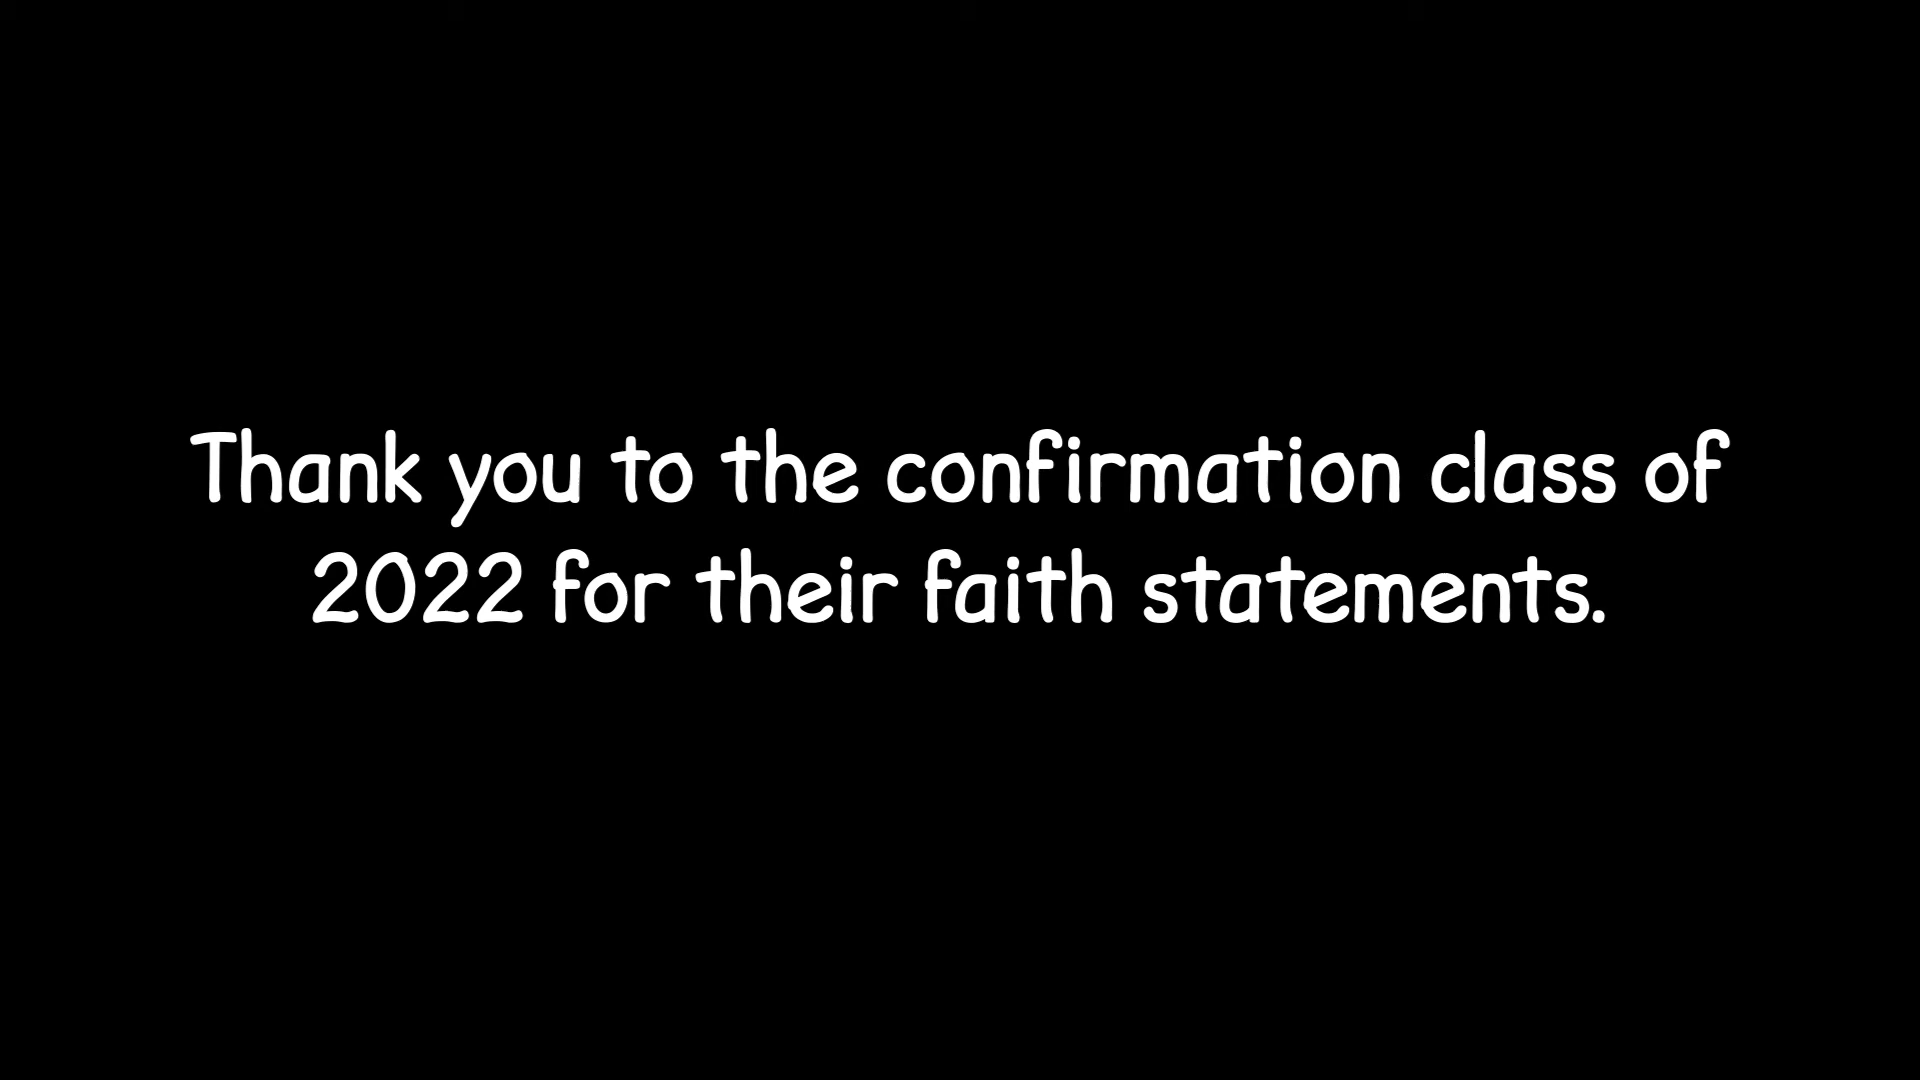 Thank you to the confirmation class of
2022 for their faith statements.